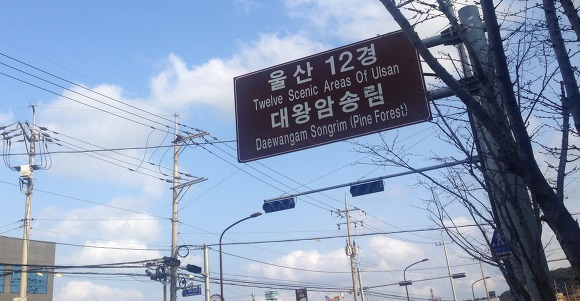 울산 12경
Twelve Scenic Areas Of Ulsan
대왕암송림
Daewangam Songrim (Pine Forest)